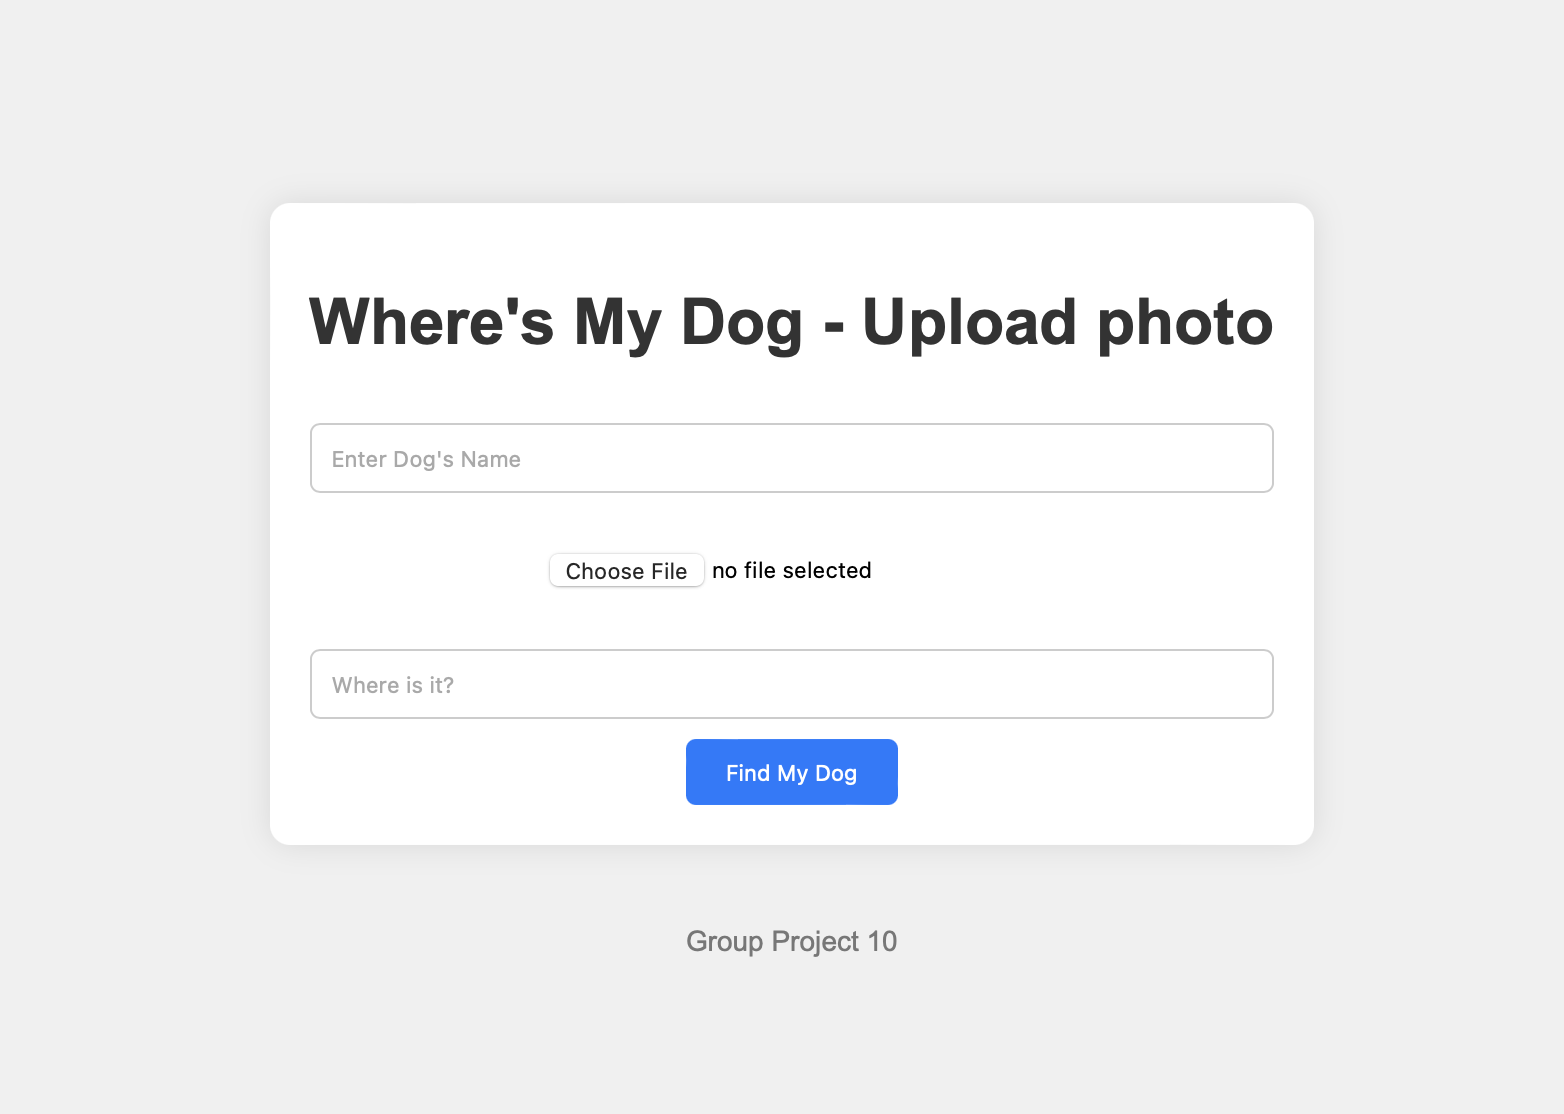 Where's My Dog - Upload photo
Enter Dog's Name
Choose File no file selected
Where is it?
Find My Dog
Group Project 10